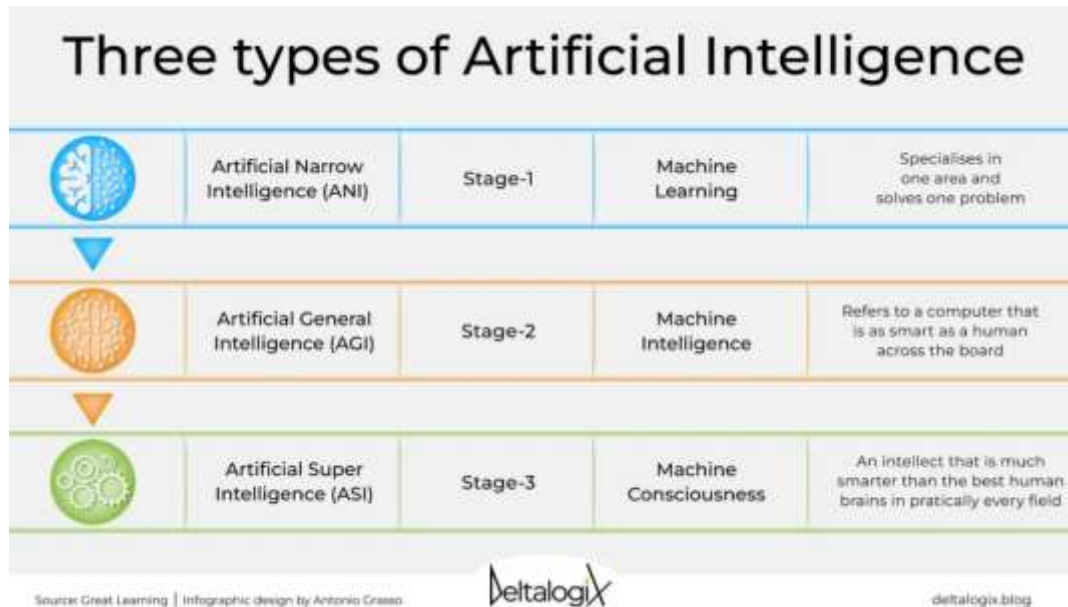 Three types of Artificial Intelligence
Artificial Narrow
Intelligence (ANI)
Stage-1
Machine
Learning
Specialises in
one area and
solves one problem
Artificial General
Intelligence (AGI)
Stage-2
Machine
Intelligence
Refers to a computer that
is as smart as a human
across the board
Artificial Super
Intelligence (ASI)
Stage-3
Machine
Consciousness
An intellect that is much
smarter than the best human
brains in pratically every field
Source: Great Learning | Infographic design by Antonio Grasso
DeltalogiX
deltalogix.blog